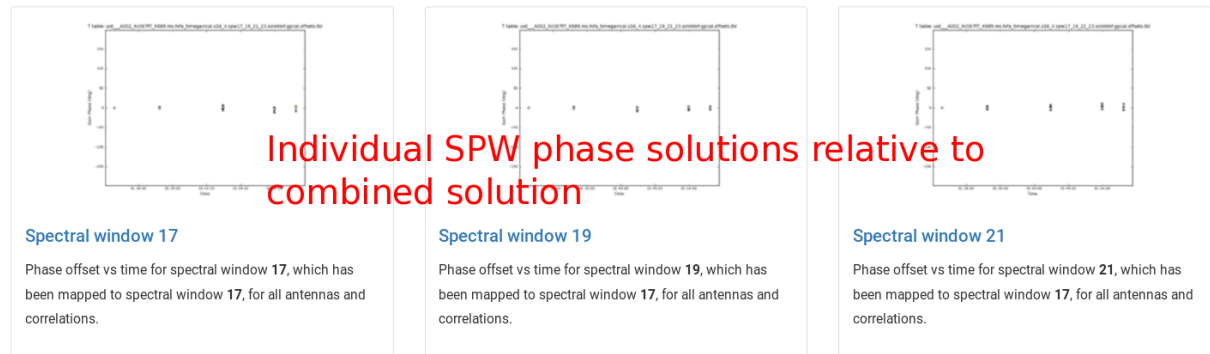 Individual SPW phase solutions relative to
combined solution
Spectral window 17
Phase offset vs time for spectral window 17, which has
been mapped to spectral window 17, for all antennas and
correlations.
Spectral window 19
Phase offset vs time for spectral window 19, which has
been mapped to spectral window 17, for all antennas and
correlations.
Spectral window 21
Phase offset vs time for spectral window 21, which has
been mapped to spectral window 17, for all antennas and
correlations.